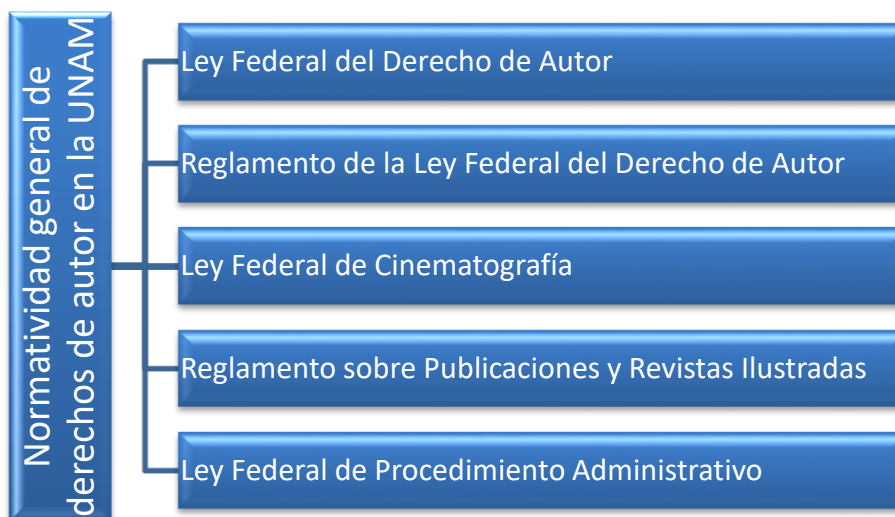 Normatividad general de
derechos de autor en la UNAM
Ley Federal del Derecho de Autor
Reglamento de la Ley Federal del Derecho de Autor
Ley Federal de Cinematografía
Reglamento sobre Publicaciones y Revistas Ilustradas
Ley Federal de Procedimiento Administrativo